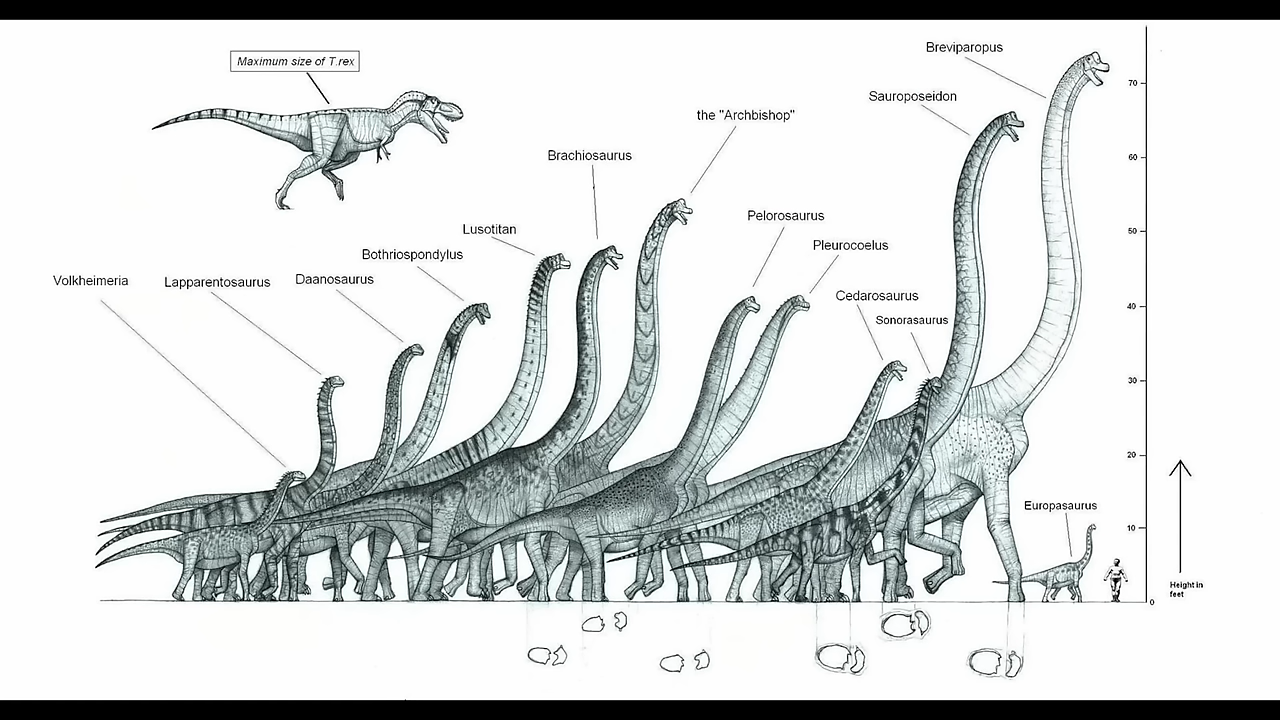 Maximum size of T.rex
Breviparopus
Sauroposeidon
the "Archbishop"
Brachiosaurus
Pelorosaurus
Lusotitan
Pleurocoelus
Bothriospondylus
Volkheimeria
Lapparentosaurus
Daanosaurus
Cedarosaurus
Sonorasaurus
Europasaurus
70
60
50
40
30
20
10
0
Height in
feet